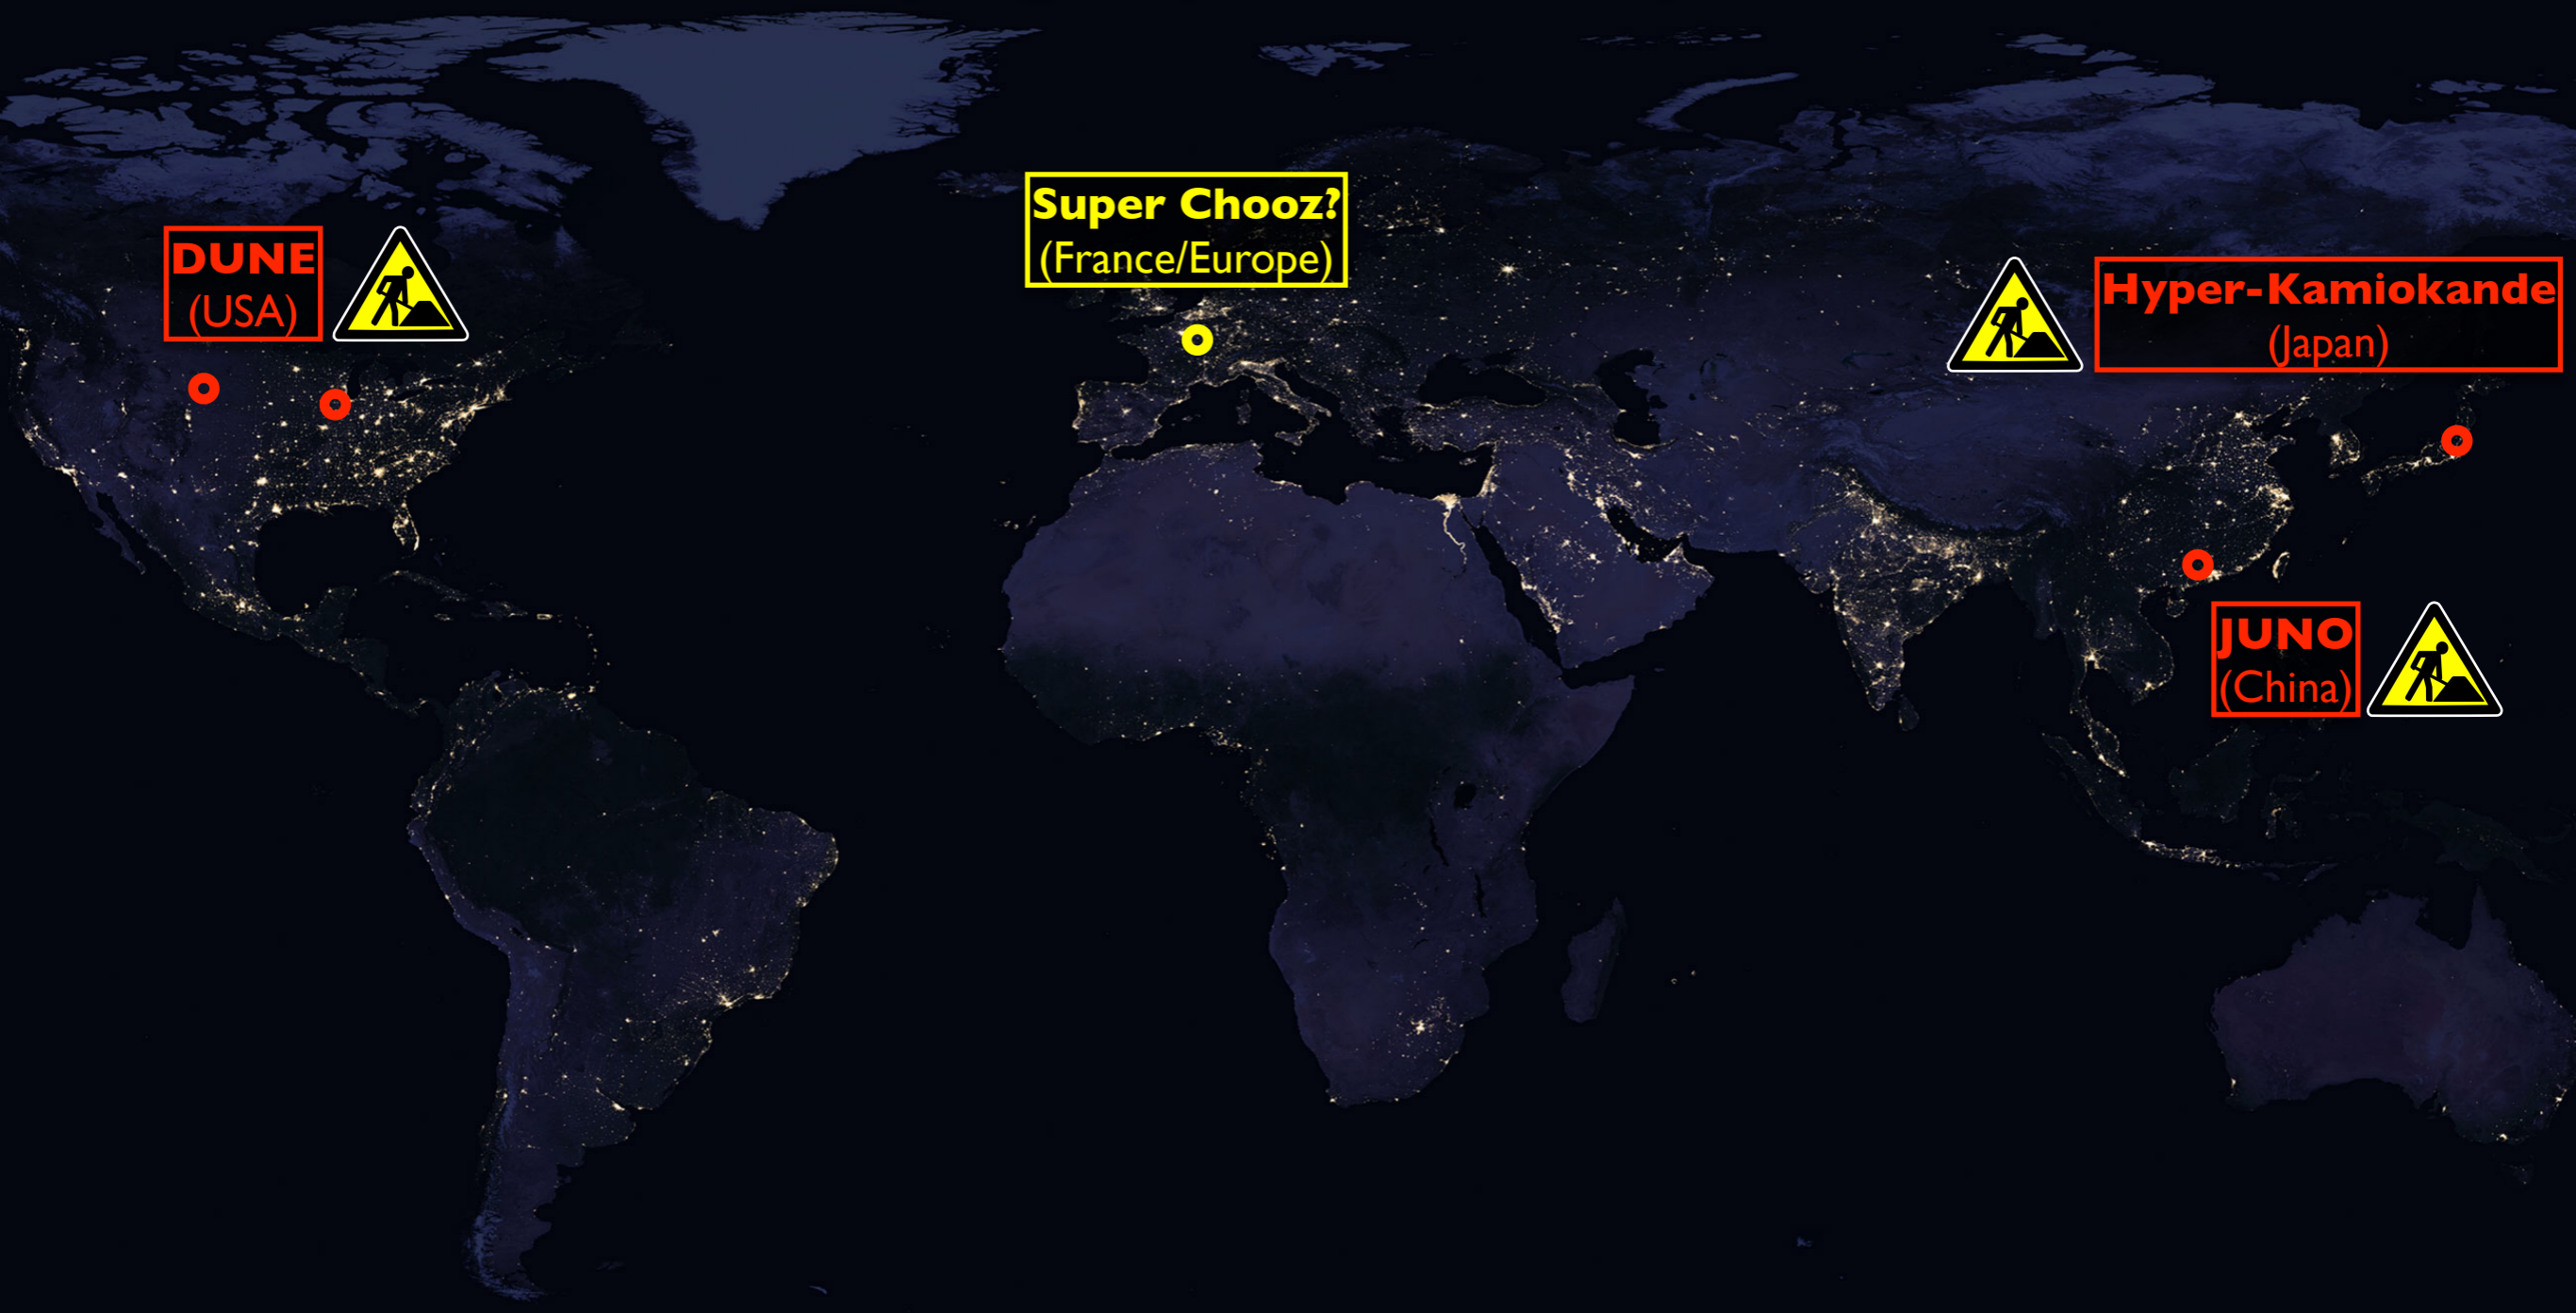 Super Chooz?
(France/Europe)
DUNE
(USA)
Hyper-Kamiokande
(Japan)
JUNO
(China)